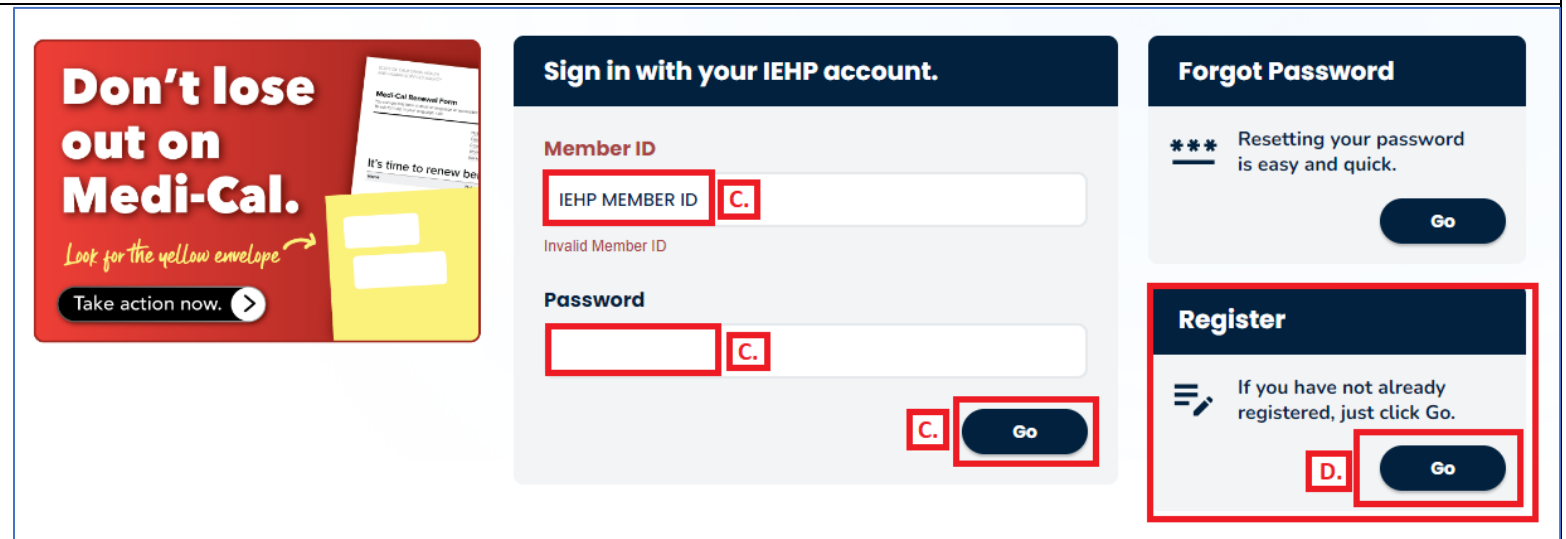 Don't lose
out on
Medi-Cal.
Look for the yellow envelope
Take action now.
Medi-Cal Renewal Form
It's time to renew
Sign in with your IEHP account.
Member ID
IEHP MEMBER ID
C.
Invalid Member ID
Password
C.
C.
Go
Forgot Password
***
Resetting your password
is easy and quick.
Go
Register
If you have not already
registered, just click Go.
D.
Go